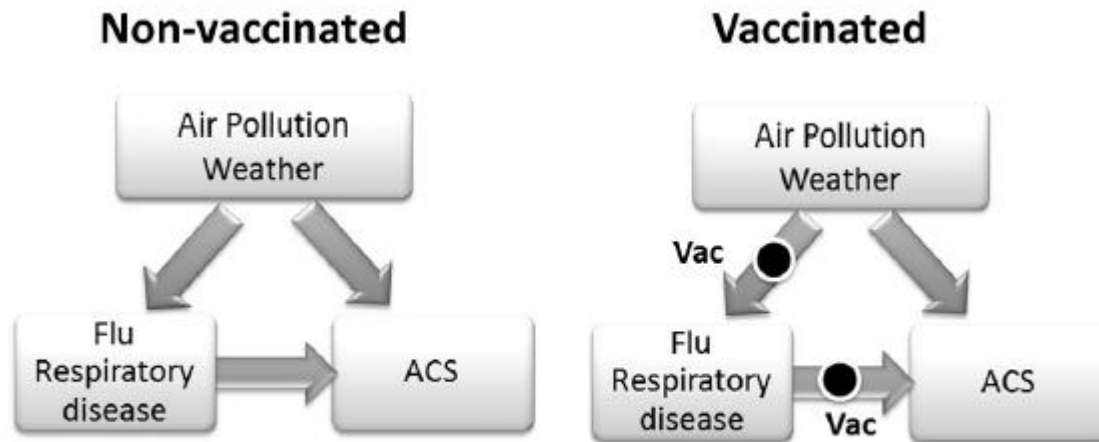 Non-vaccinated
Air Pollution
Weather
Flu
Respiratory
disease
ACS
Vaccinated
Air Pollution
Weather
Vac
Flu
Respiratory
disease
Vac
ACS